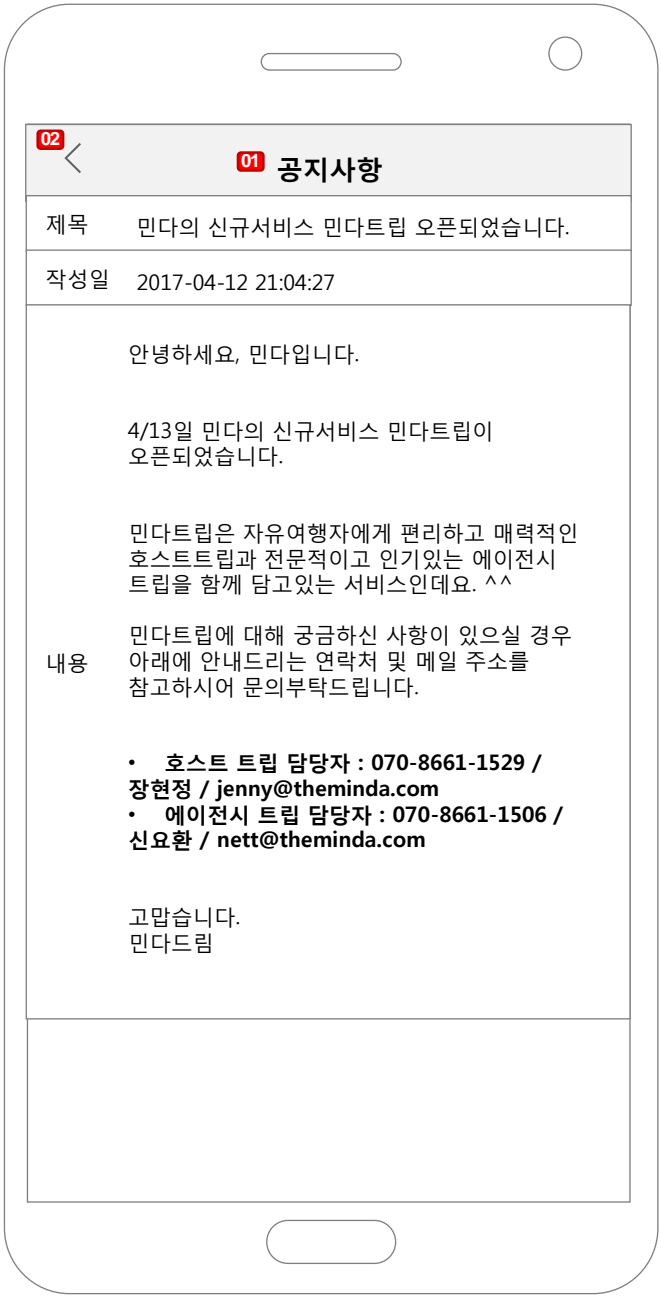 02
01 공지사항
제목 민다의 신규서비스 민다트립 오픈되었습니다.
작성일 2017-04-12 21:04:27
안녕하세요, 민다입니다.
4/13일 민다의 신규서비스 민다트립이
오픈되었습니다.
민다트립은 자유여행자에게 편리하고 매력적인
호스트트립과 전문적이고 인기있는 에이전시
트립을 함께 담고있는 서비스인데요. ^^
민다트립에 대해 궁금하신 사항이 있으실 경우
내용 아래에 안내드리는 연락처 및 메일 주소를
참고하시어 문의부탁드립니다.
• 호스트 트립 담당자 : 070-8661-1529 /
장현정 / jenny@theminda.com
• 에이전시 트립 담당자 : 070-8661-1506 /
신요환 / nett@theminda.com
고맙습니다.
민다드림